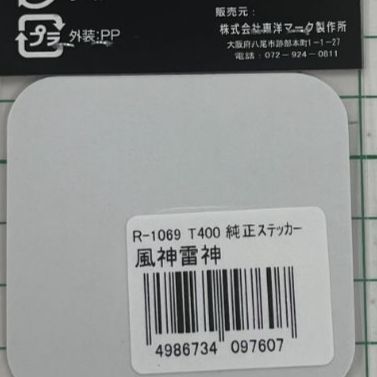 販売元:
プラ 外装:PP
株式会社東洋マーク製作所
大阪府八尾市跡部本町1-1-27
電話:072-924-0811
R-1069 T400 純正ステッカー
風神雷神
4986734 097607